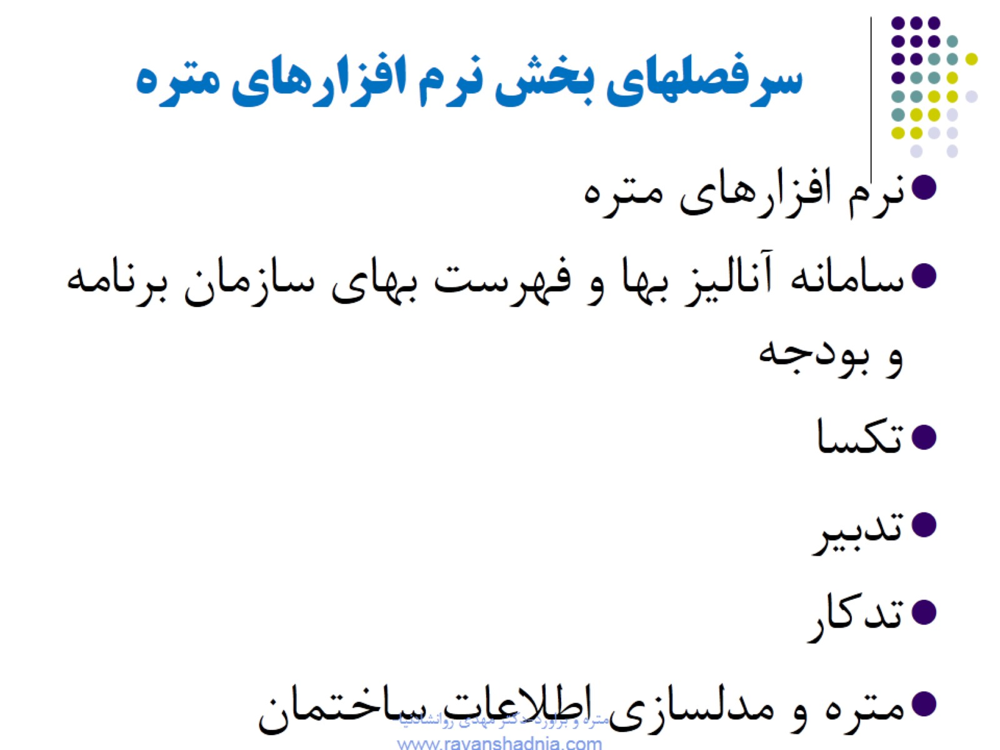 سرفصلهای بخش نرم افزارهای متره
نرم افزارهای متره
سامانه آنالیز بها و فهرست بهای سازمان برنامه
و بودجه
تکسا
تدبیر
تدکار
متره و مدلسازی اطلاعات ساختمان
متره و براورد-دکتر مهدی روانشادنیا-
www.ravanshadnia.com